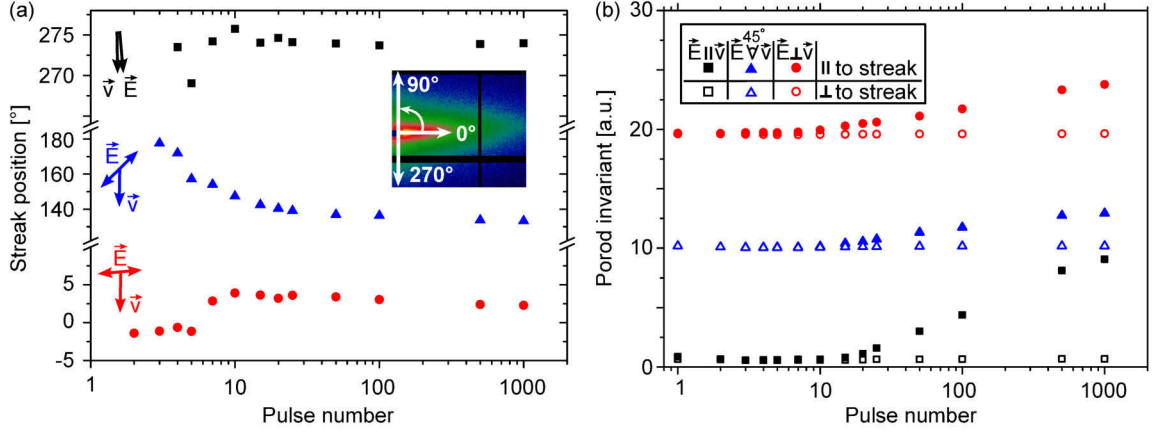 (a)
Streak position [°]
275
270
180
160
140
5
0
-5
v⃗ E⃗
E⃗
v⃗
E⃗
v⃗
90°
0°
270°
1 10 100 1000
Pulse number
(b)
Porod invariant [a.u.]
30
20
10
0
45°
E⃗ || v⃗ E⃗ ∀ v⃗ E⃗ ⊥ v⃗
|| to streak
⊥ to streak
1 10 100 1000
Pulse number